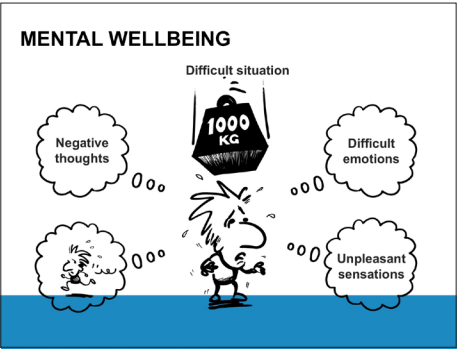 MENTAL WELLBEING
Difficult situation
1000
KG
Negative
thoughts
Difficult
emotions
Unpleasant
sensations